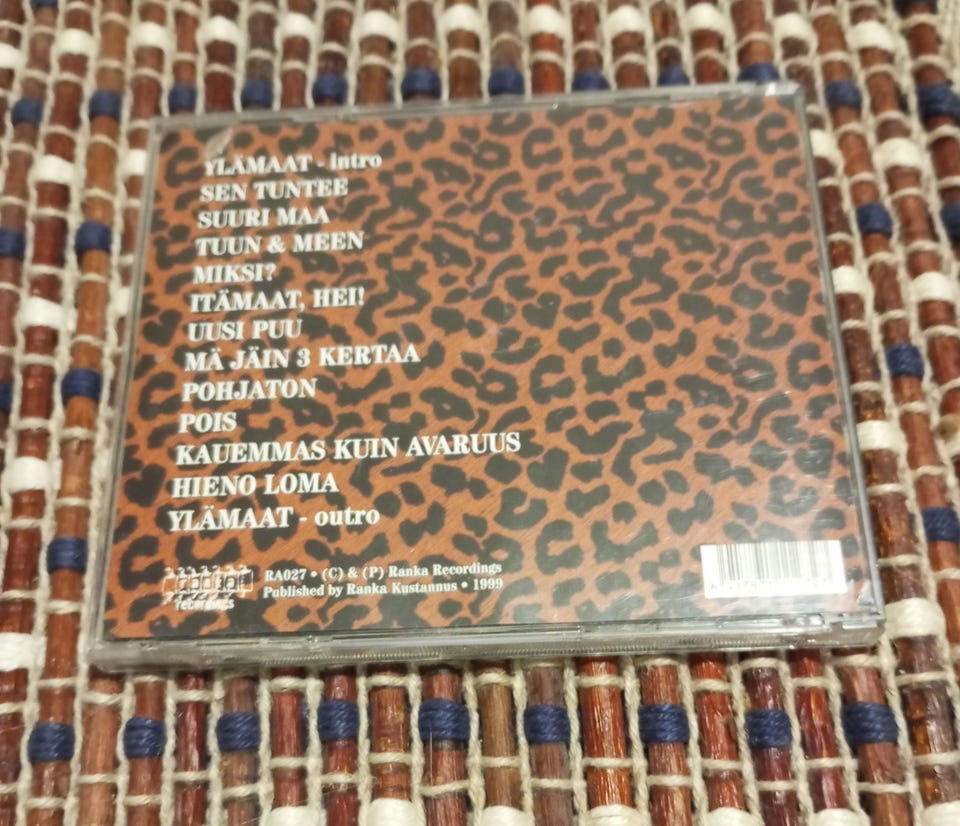 YLÄMAAT - intro
SEN TUNTEE
SUURI MAA
TUUN & MEEN
MIKSI?
ITÄMAAT, HEI!
UUSI PUU
MÄ JÄIN 3 KERTAA
POHJATON
POIS
KAUEMMAS KUIN AVARUUS
HIENO LOMA
YLÄMAAT - outro
RA027 • (C) & (P) Ranka Recordings
Published by Ranka Kustannus • 1999
recordings